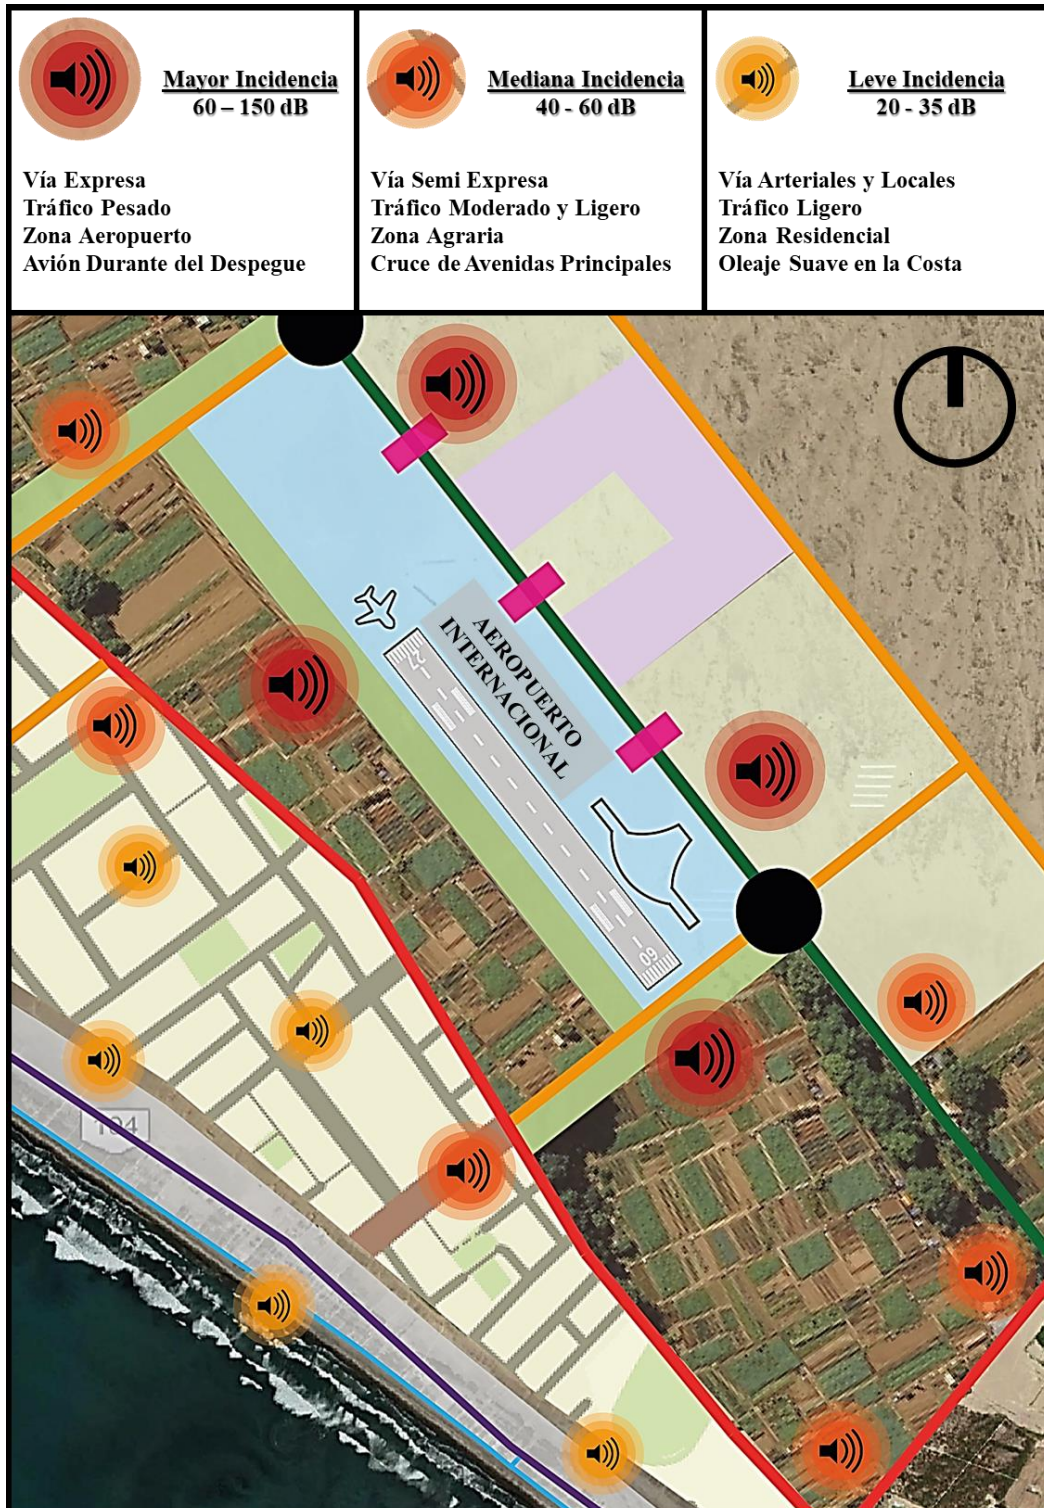 Mayor Incidencia
60 – 150 dB
Vía Expresa
Tráfico Pesado
Zona Aeropuerto
Avión Durante del Despegue
Mediana Incidencia
40 - 60 dB
Vía Semi Expresa
Tráfico Moderado y Ligero
Zona Agraria
Cruce de Avenidas Principales
Leve Incidencia
20 - 35 dB
Vía Arteriales y Locales
Tráfico Ligero
Zona Residencial
Oleaje Suave en la Costa
AEROPUERTO
INTERNACIONAL
27
09
104